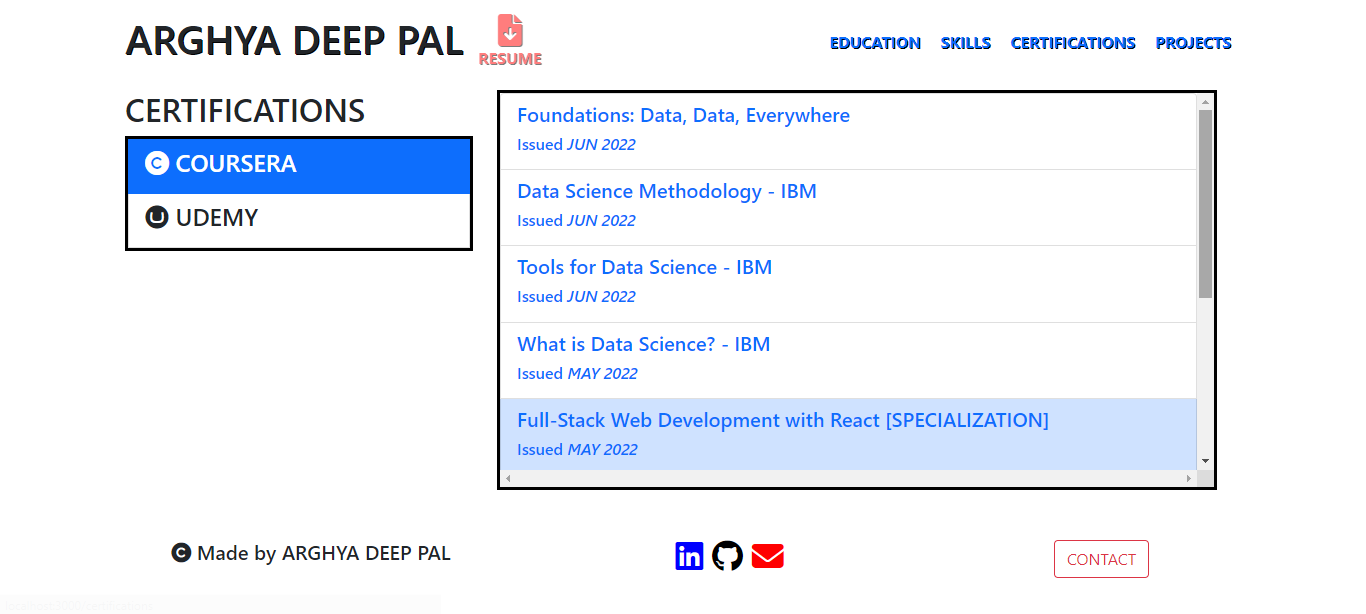 ARGHYA DEEP PAL
RESUME
EDUCATION SKILLS CERTIFICATIONS PROJECTS
CERTIFICATIONS
COURSERA
UDEMY
Foundations: Data, Data, Everywhere
Issued JUN 2022
Data Science Methodology - IBM
Issued JUN 2022
Tools for Data Science - IBM
Issued JUN 2022
What is Data Science? - IBM
Issued MAY 2022
Full-Stack Web Development with React [SPECIALIZATION]
Issued MAY 2022
Made by ARGHYA DEEP PAL
CONTACT